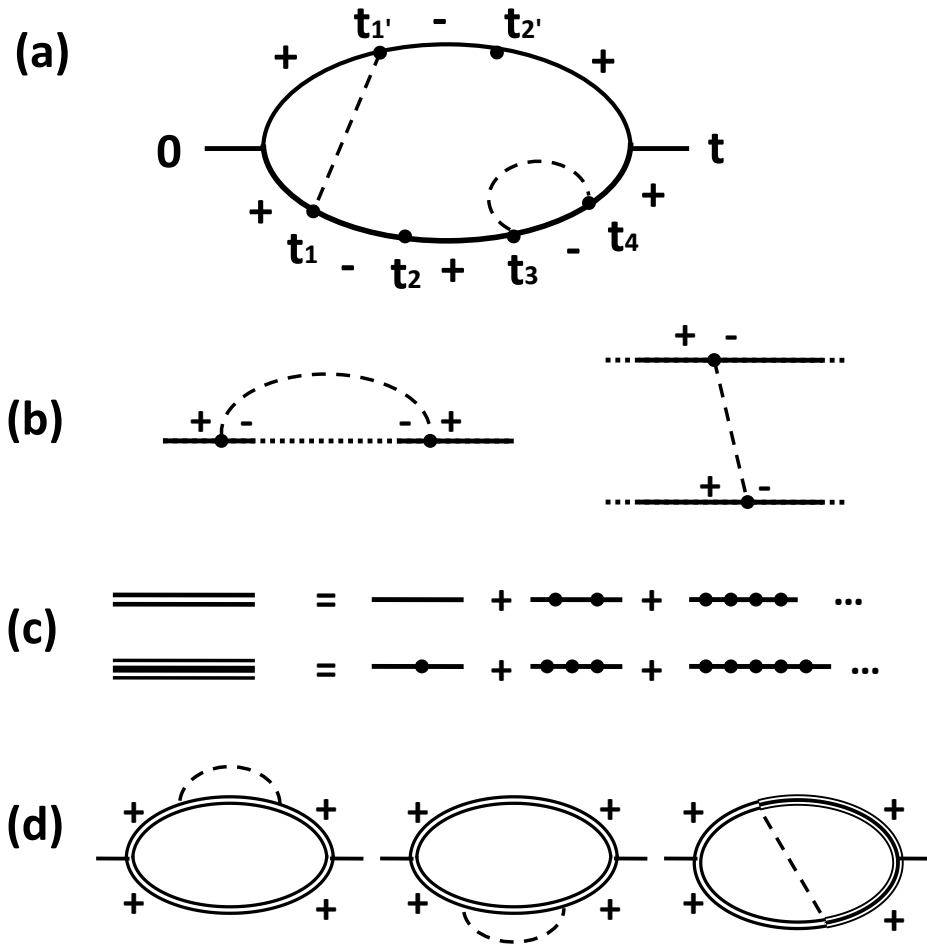 (a)
t1' - t2'
+ +
0 t
+ +
t1 - t2 + t3 - t4
(b)
+ - - +
+ -
+ -
(c)
= + + ...
= + + ...
(d)
+ + + + + +
+ + + + + +